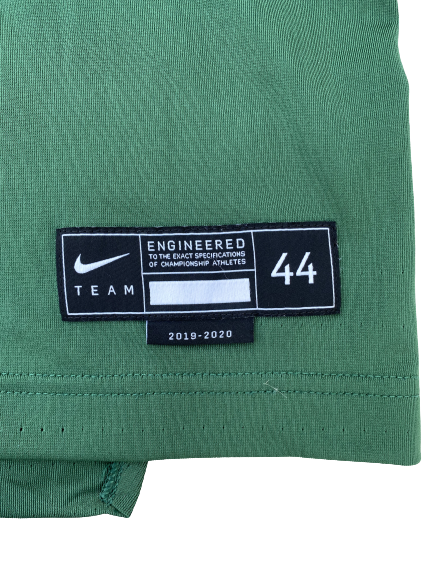 ENGINEERED
TO THE EXACT SPECIFICATIONS
OF CHAMPIONSHIP ATHLETES
TEAM
44
2019-2020